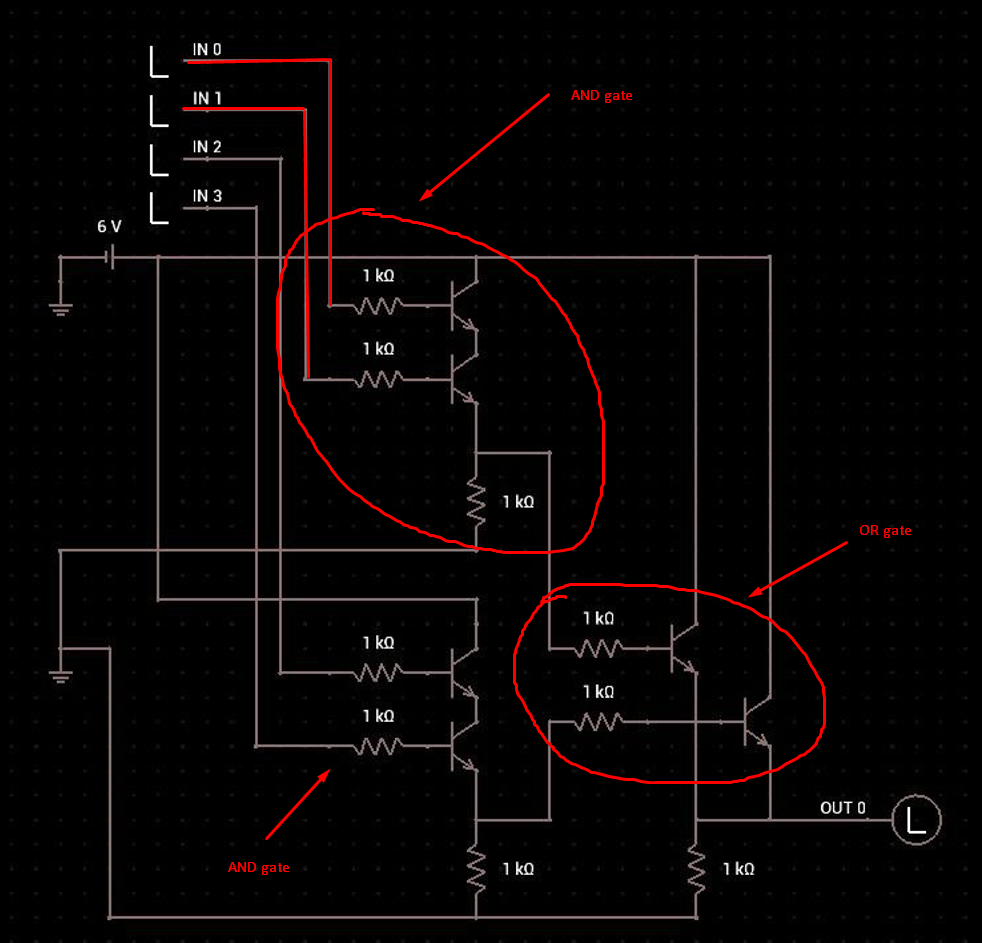 L IN 0
AND gate
L IN 1
L IN 2
L IN 3
6 V
1 kΩ
1 kΩ
1 kΩ
OR gate
1 kΩ
1 kΩ
1 kΩ
1 kΩ
OUT 0 L
AND gate
1 kΩ
1 kΩ